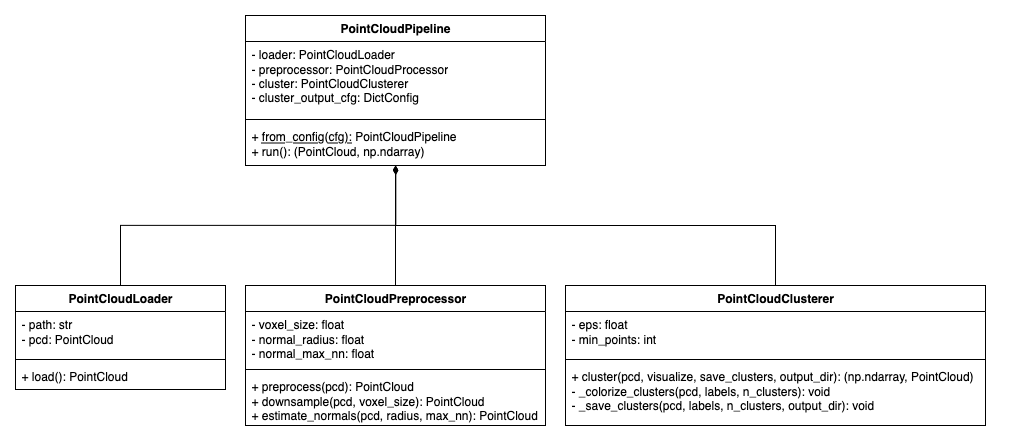 PointCloudPipeline
- loader: PointCloudLoader
- preprocessor: PointCloudProcessor
- cluster: PointCloudClusterer
- cluster_output_cfg: DictConfig
+ from_config(cfg): PointCloudPipeline
+ run(): (PointCloud, np.ndarray)
PointCloudLoader
- path: str
- pcd: PointCloud
+ load(): PointCloud
PointCloudPreprocessor
- voxel_size: float
- normal_radius: float
- normal_max_nn: float
+ preprocess(pcd): PointCloud
+ downsample(pcd, voxel_size): PointCloud
+ estimate_normals(pcd, radius, max_nn): PointCloud
PointCloudClusterer
- eps: float
- min_points: int
+ cluster(pcd, visualize, save_clusters, output_dir): (np.ndarray, PointCloud)
- _colorize_clusters(pcd, labels, n_clusters): void
- _save_clusters(pcd, labels, n_clusters, output_dir): void